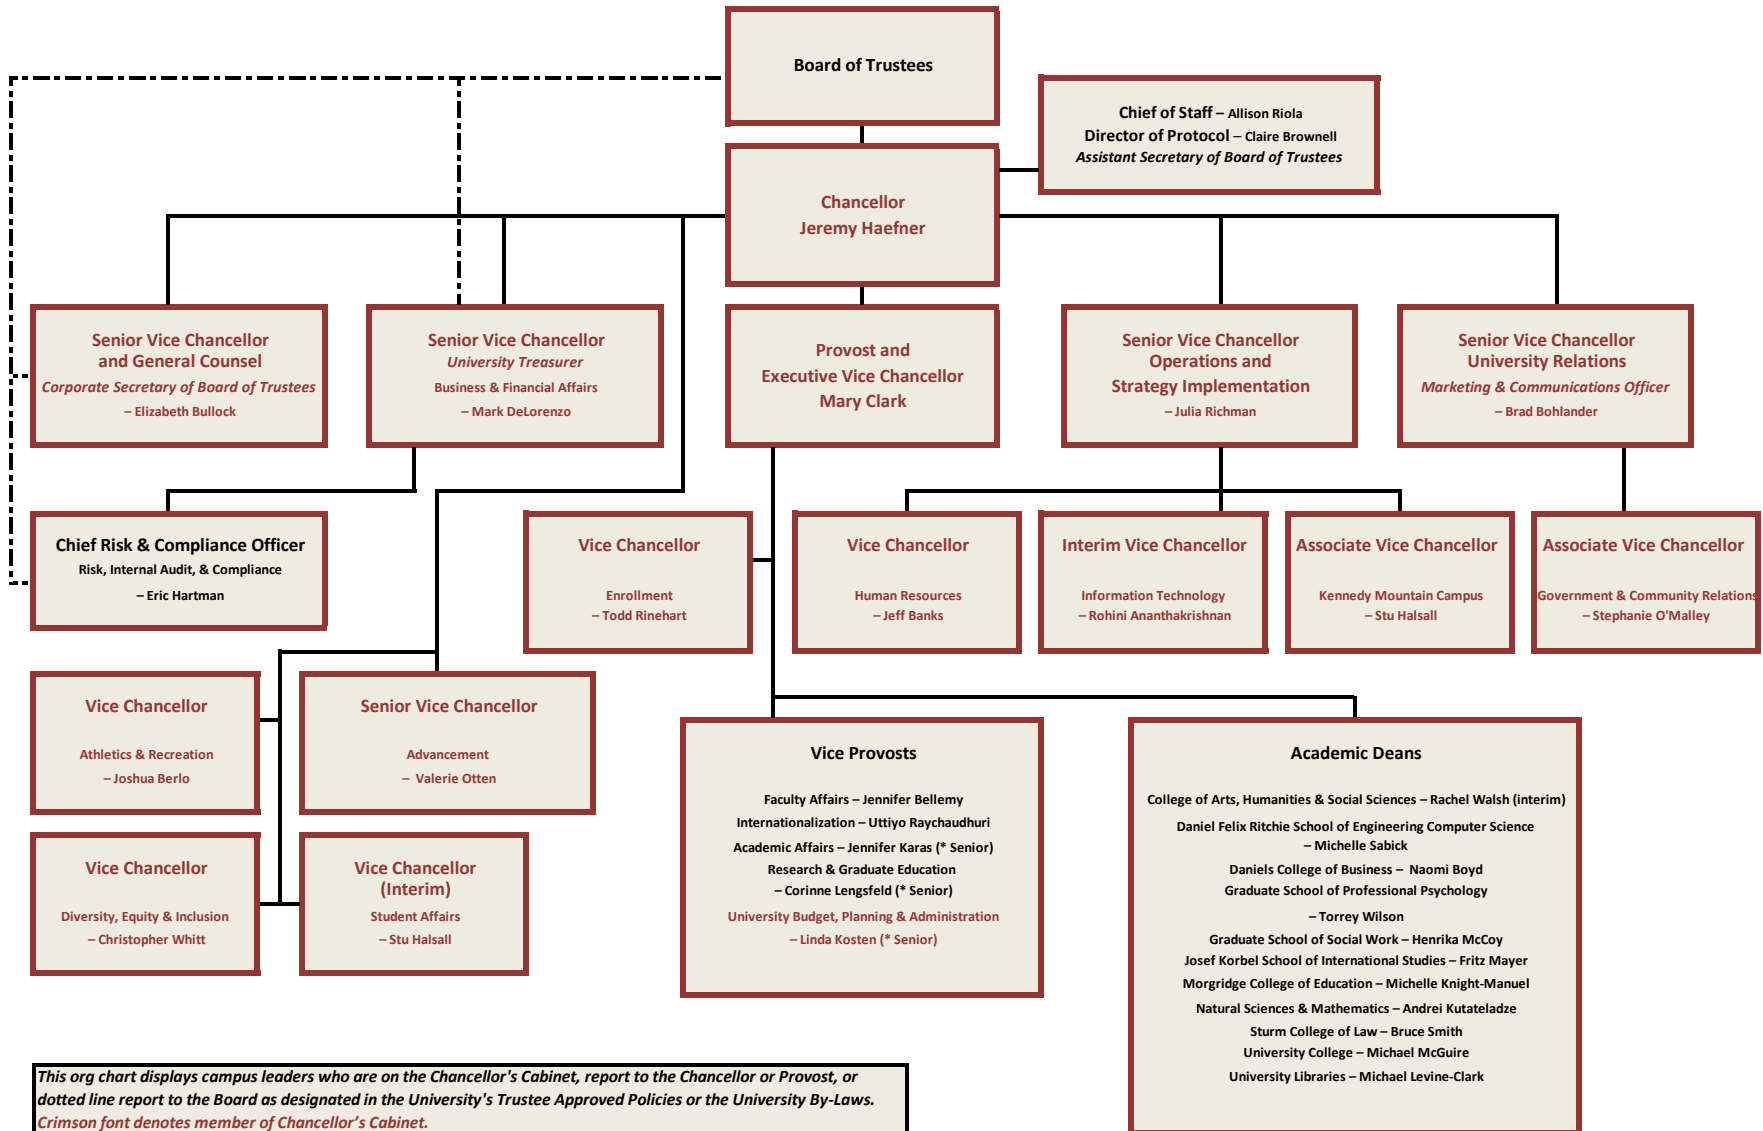 Board of Trustees
Chief of Staff – Allison Riola
Director of Protocol – Claire Brownell
Assistant Secretary of Board of Trustees
Chancellor
Jeremy Haefner
Senior Vice Chancellor
and General Counsel
Corporate Secretary of Board of Trustees
– Elizabeth Bullock
Senior Vice Chancellor
University Treasurer
Business & Financial Affairs
– Mark DeLorenzo
Provost and
Executive Vice Chancellor
Mary Clark
Senior Vice Chancellor
Operations and
Strategy Implementation
– Julia Richman
Senior Vice Chancellor
University Relations
Marketing & Communications Officer
– Brad Bohlander
Chief Risk & Compliance Officer
Risk, Internal Audit, & Compliance
– Eric Hartman
Vice Chancellor
Enrollment
– Todd Rinehart
Vice Chancellor
Human Resources
– Jeff Banks
Interim Vice Chancellor
Information Technology
– Rohini Ananthakrishnan
Associate Vice Chancellor
Kennedy Mountain Campus
– Stu Halsall
Associate Vice Chancellor
Government & Community Relations
– Stephanie O'Malley
Vice Chancellor
Athletics & Recreation
– Joshua Berlo
Senior Vice Chancellor
Advancement
– Valerie Otten
Vice Chancellor
Diversity, Equity & Inclusion
– Christopher Whitt
Vice Chancellor
(Interim)
Student Affairs
– Stu Halsall
Vice Provosts
Faculty Affairs – Jennifer Bellemy
Internationalization – Uttiyo Raychaudhuri
Academic Affairs – Jennifer Karas (* Senior)
Research & Graduate Education
– Corinne Lengsfeld (* Senior)
University Budget, Planning & Administration
– Linda Kosten (* Senior)
Academic Deans
College of Arts, Humanities & Social Sciences – Rachel Walsh (interim)
Daniel Felix Ritchie School of Engineering Computer Science
– Michelle Sabick
Daniels College of Business – Naomi Boyd
Graduate School of Professional Psychology
– Torrey Wilson
Graduate School of Social Work – Henrika McCoy
Josef Korbel School of International Studies – Fritz Mayer
Morgridge College of Education – Michelle Knight-Manuel
Natural Sciences & Mathematics – Andrei Kutateladze
Sturm College of Law – Bruce Smith
University College – Michael McGuire
University Libraries – Michael Levine-Clark
This org chart displays campus leaders who are on the Chancellor's Cabinet, report to the Chancellor or Provost, or
dotted line report to the Board as designated in the University's Trustee Approved Policies or the University By-Laws.
Crimson font denotes member of Chancellor’s Cabinet.